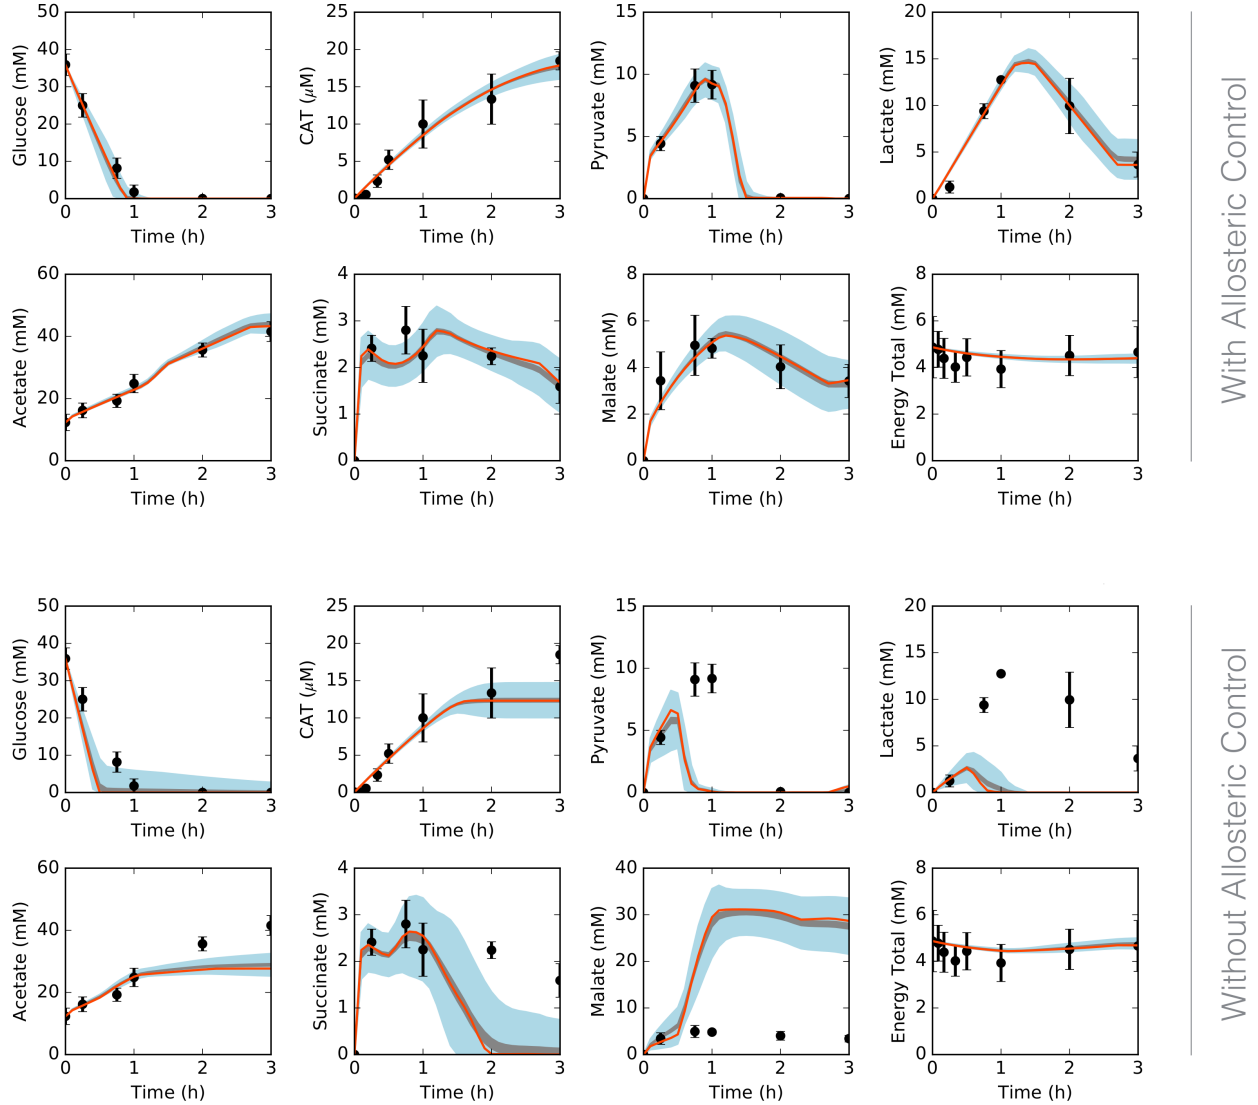 Glucose (mM)
50
40
30
20
10
0
0 1 2 3
Time (h)
CAT (μM)
25
20
15
10
5
0
0 1 2 3
Time (h)
Pyruvate (mM)
15
10
5
0
0 1 2 3
Time (h)
Lactate (mM)
20
15
10
5
0
0 1 2 3
Time (h)
Acetate (mM)
60
40
20
0
0 1 2 3
Time (h)
Succinate (mM)
4
3
2
1
0
0 1 2 3
Time (h)
Malate (mM)
8
6
4
2
0
0 1 2 3
Time (h)
Energy Total (mM)
8
6
4
2
0
0 1 2 3
Time (h)
With Allosteric Control
Glucose (mM)
50
40
30
20
10
0
0 1 2 3
Time (h)
CAT (μM)
25
20
15
10
5
0
0 1 2 3
Time (h)
Pyruvate (mM)
15
10
5
0
0 1 2 3
Time (h)
Lactate (mM)
20
15
10
5
0
0 1 2 3
Time (h)
Acetate (mM)
60
40
20
0
0 1 2 3
Time (h)
Succinate (mM)
4
3
2
1
0
0 1 2 3
Time (h)
Malate (mM)
40
30
20
10
0
0 1 2 3
Time (h)
Energy Total (mM)
8
6
4
2
0
0 1 2 3
Time (h)
Without Allosteric Control